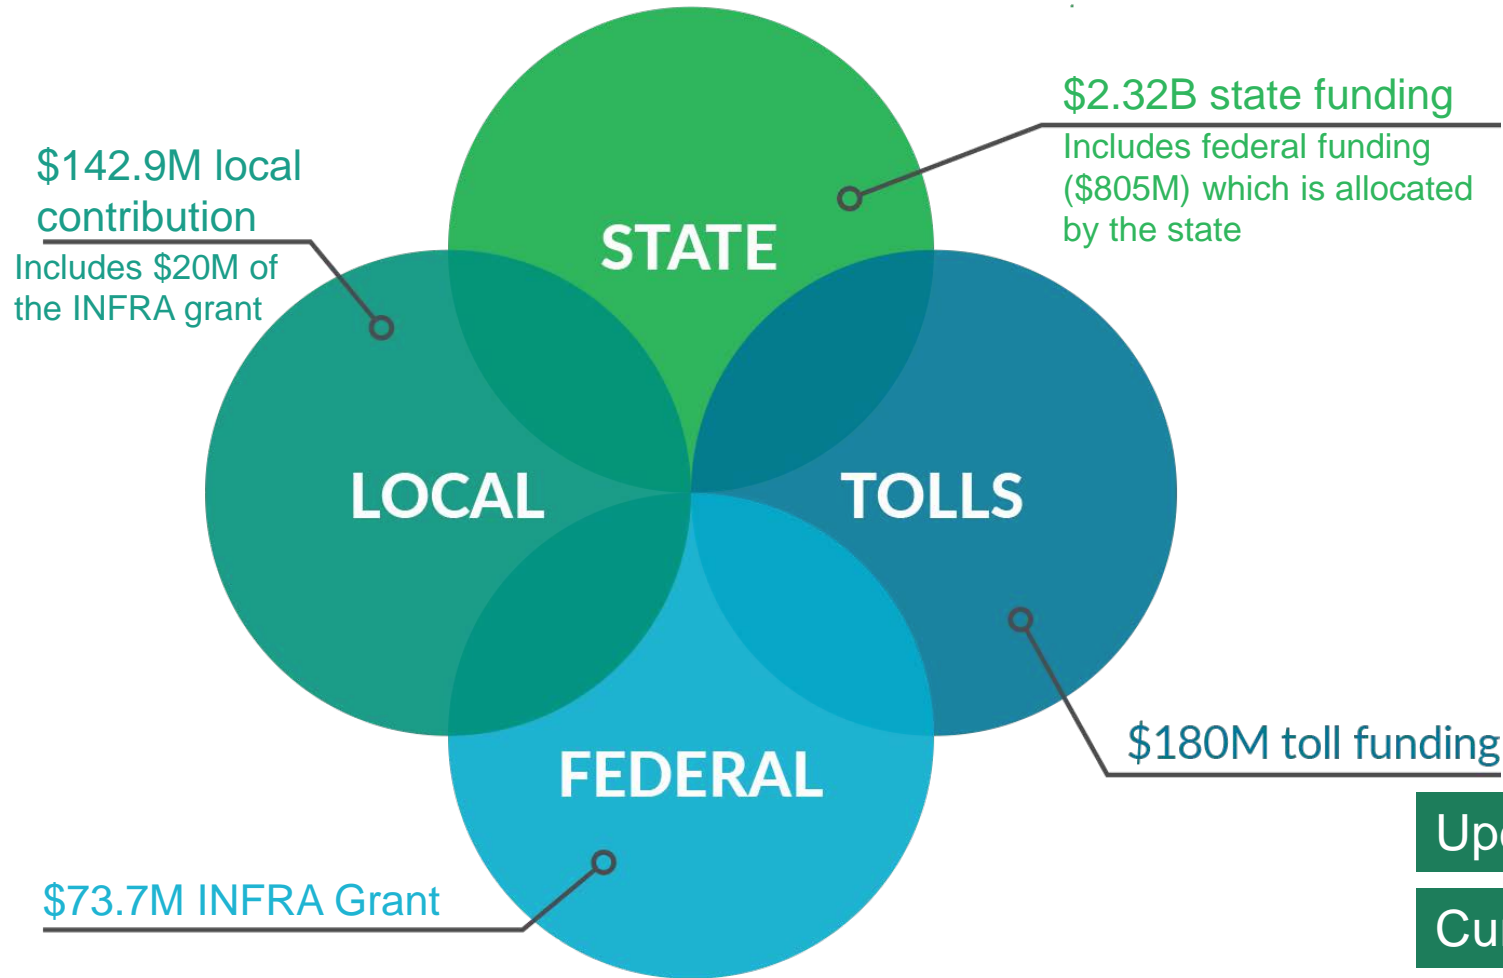 $2.32B state funding
Includes federal funding
($805M) which is allocated
by the state
$142.9M local
contribution
Includes $20M of
the INFRA grant
STATE
LOCAL
TOLLS
FEDERAL
$180M toll funding
$73.7M INFRA Grant